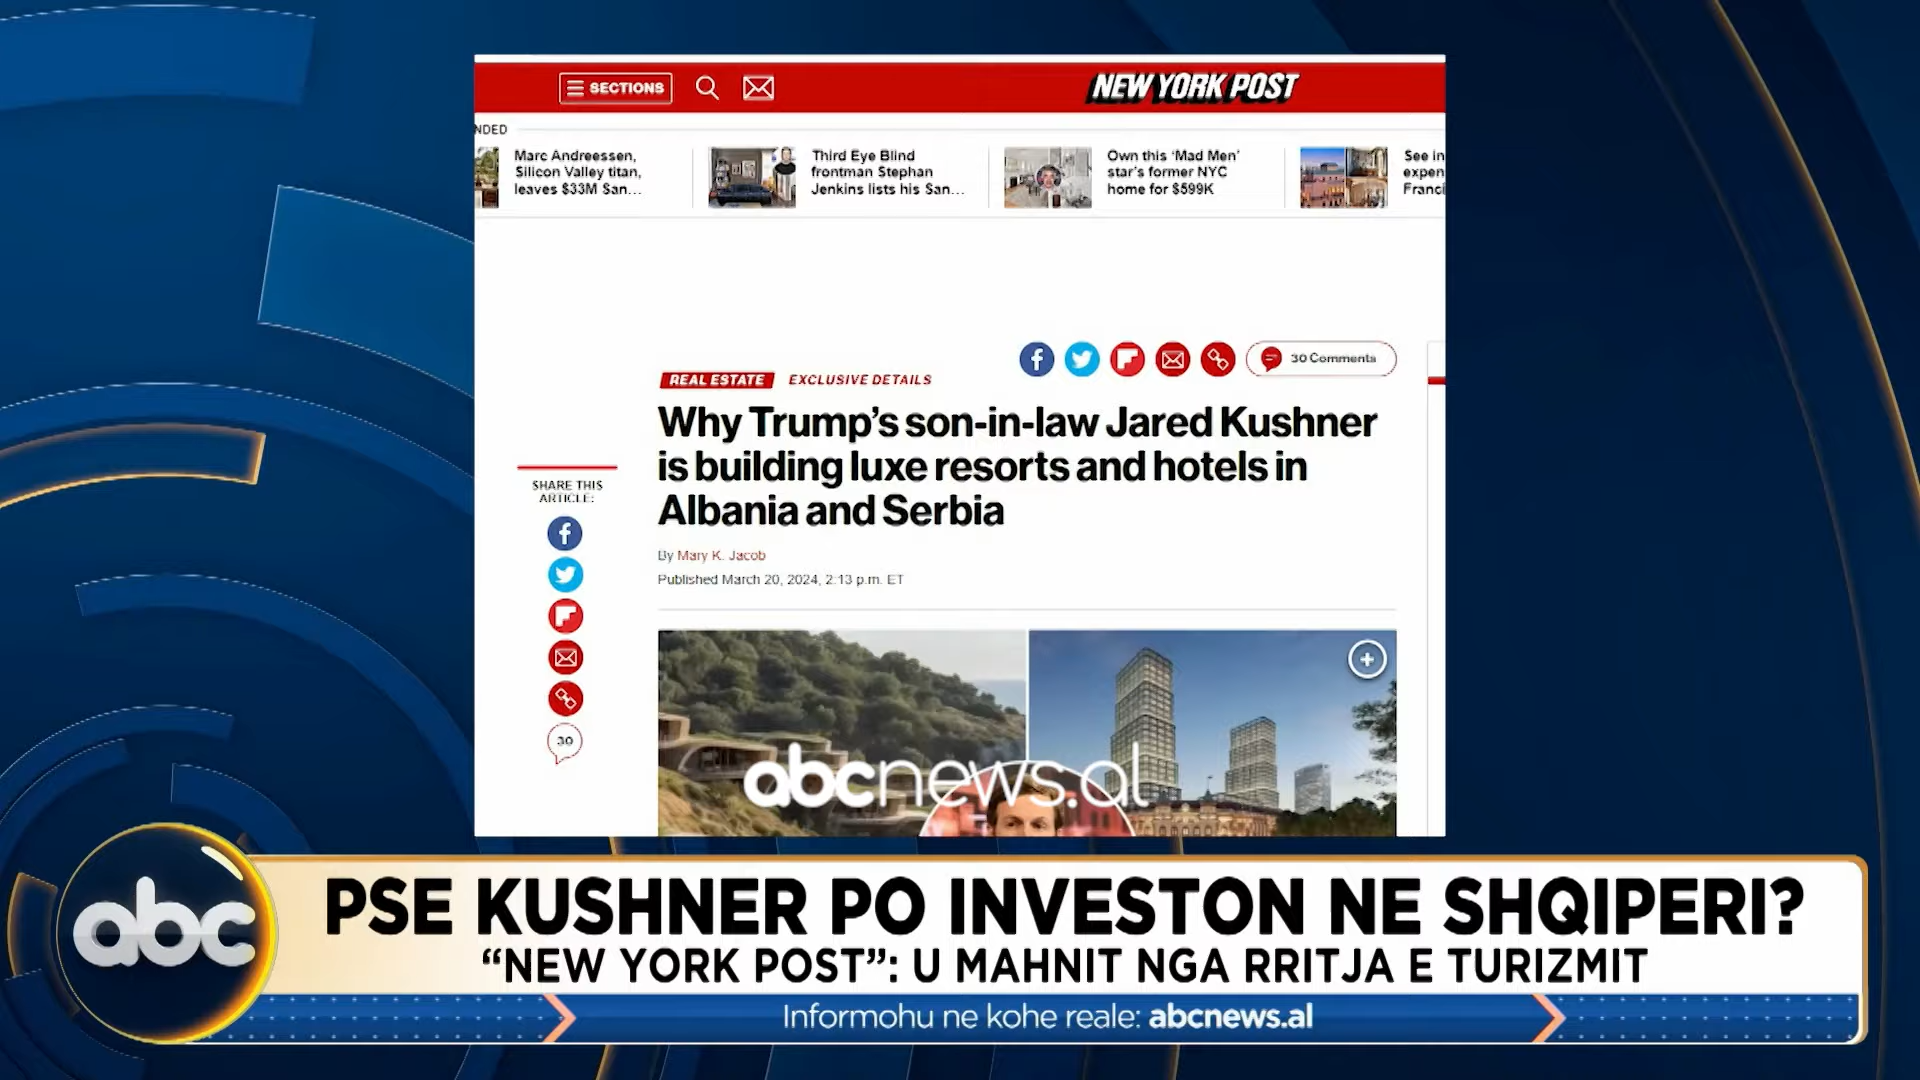 SECTIONS
NEW YORK POST
NDED
Marc Andreessen,
Silicon Valley titan,
leaves $33M San...
Third Eye Blind
frontman Stephan
Jenkins lists his San...
Own this ‘Mad Men’
star’s former NYC
home for $599K
See in
expen
Franci
30 Comments
REAL ESTATE EXCLUSIVE DETAILS
Why Trump’s son-in-law Jared Kushner
is building luxe resorts and hotels in
Albania and Serbia
SHARE THIS
ARTICLE:
By Mary K. Jacob
Published March 20, 2024, 2:13 p.m. ET
30
abcnews.al
abc
PSE KUSHNER PO INVESTON NE SHQIPERI?
“NEW YORK POST”: U MAHNIT NGA RRITJA E TURIZMIT
Informohu ne kohe reale: abcnews.al